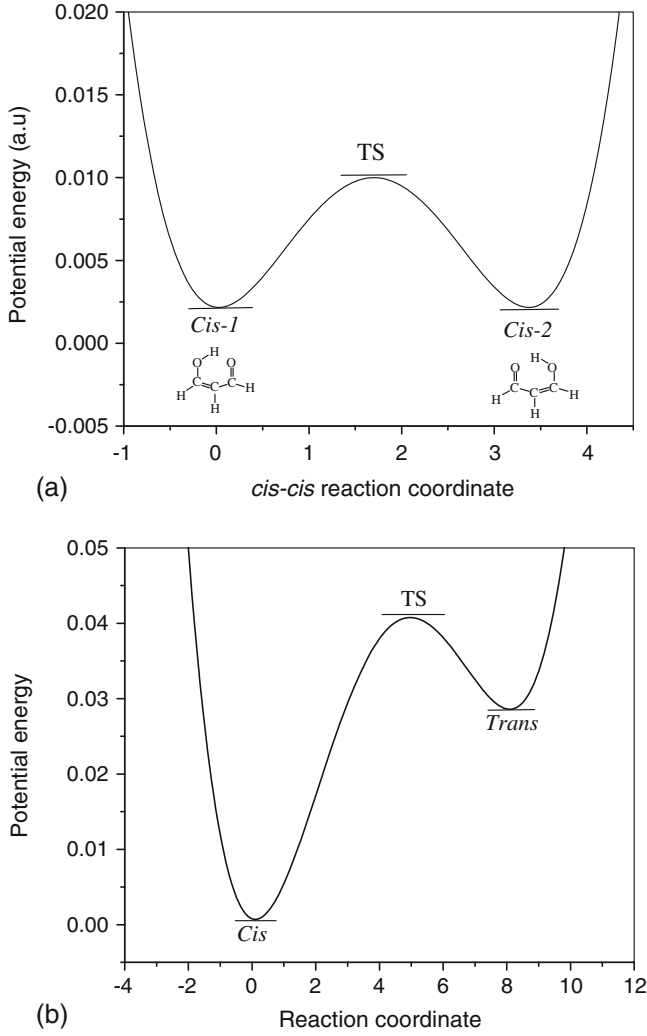 0.020
0.015
0.010
0.005
0.000
-0.005
Potential energy (a.u)
TS
Cis-1
Cis-2
H
O O
H C C C H
H
H
O O
H C C C H
H
-1 0 1 2 3 4
(a) cis-cis reaction coordinate
0.05
0.04
0.03
0.02
0.01
0.00
Potential energy
TS
Trans
Cis
-4 -2 0 2 4 6 8 10 12
(b) Reaction coordinate